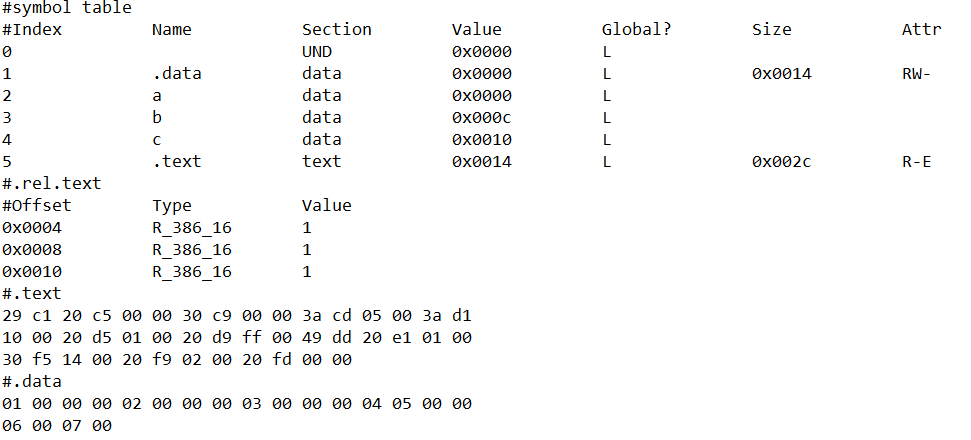 #symbol table
#Index Name Section Value Global? Size Attr
0 UND 0x0000 L
1 .data data 0x0000 L 0x0014 RW-
2 a data 0x0000 L
3 b data 0x000c L
4 c data 0x0010 L
5 .text text 0x0014 L 0x002c R-E
#.rel.text
#Offset Type Value
0x0004 R_386_16 1
0x0008 R_386_16 1
0x0010 R_386_16 1
#.text
29 c1 20 c5 00 00 30 c9 00 00 3a cd 05 00 3a d1
10 00 20 d5 01 00 20 d9 ff 00 49 dd 20 e1 01 00
30 f5 14 00 20 f9 02 00 20 fd 00 00
#.data
01 00 00 00 02 00 00 00 03 00 00 00 04 05 00 00
06 00 07 00